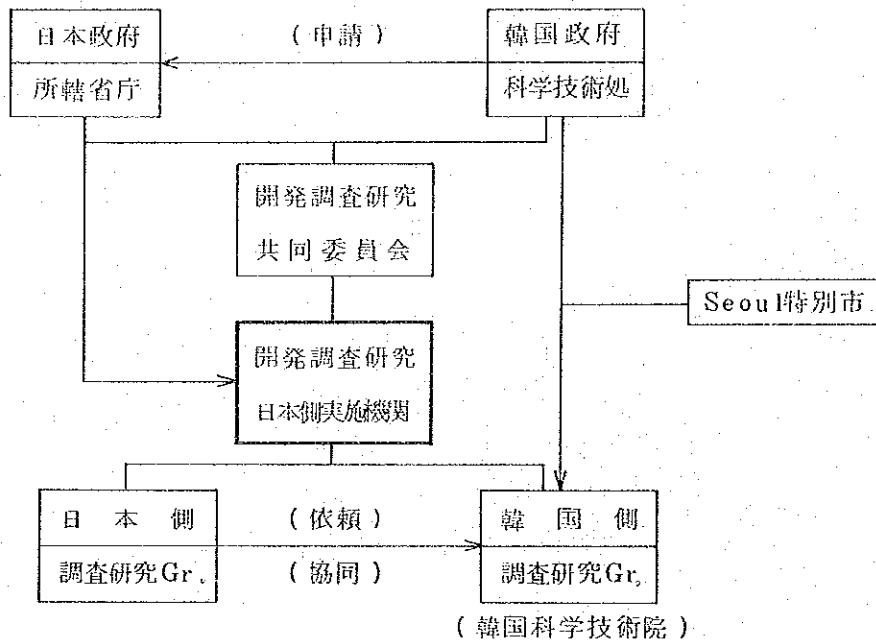 日本政府
(申請)
韓国政府
所轄省庁
科学技術処
開発調査研究
共同委員会
Seoul特別市
開発調査研究
日本側実施機関
日本側
(依頼)
韓国側
調査研究Gr.
(協同)
調査研究Gr.
(韓国科学技術院)